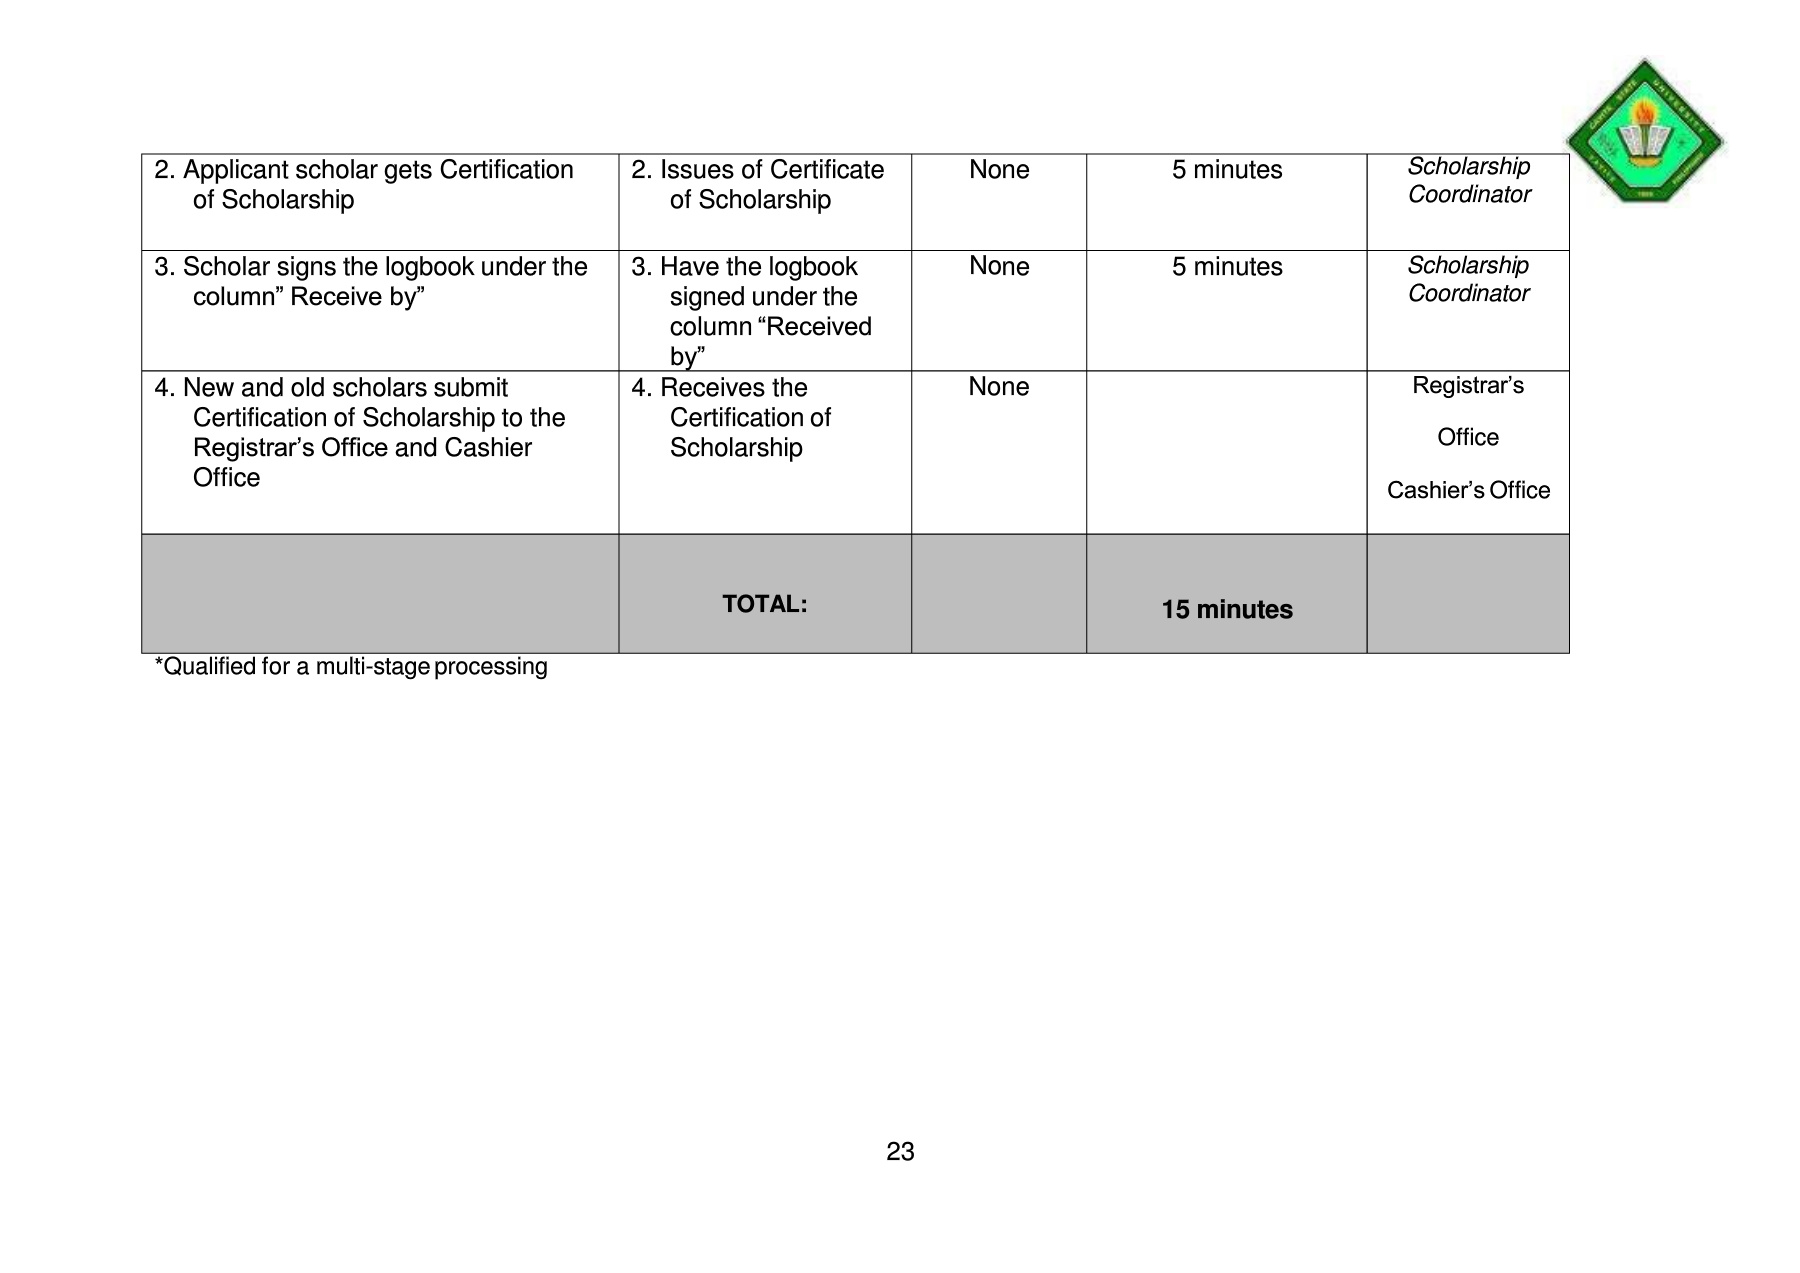 CAVITE STATE UNIVERSITY
2. Applicant scholar gets Certification
of Scholarship
2. Issues of Certificate
of Scholarship
None
5 minutes
Scholarship
Coordinator
3. Scholar signs the logbook under the
column” Receive by”
3. Have the logbook
signed under the
column “Received
by”
None
5 minutes
Scholarship
Coordinator
4. New and old scholars submit
Certification of Scholarship to the
Registrar’s Office and Cashier
Office
4. Receives the
Certification of
Scholarship
None
Registrar’s
Office
Cashier’s Office
TOTAL:
15 minutes
*Qualified for a multi-stage processing
23